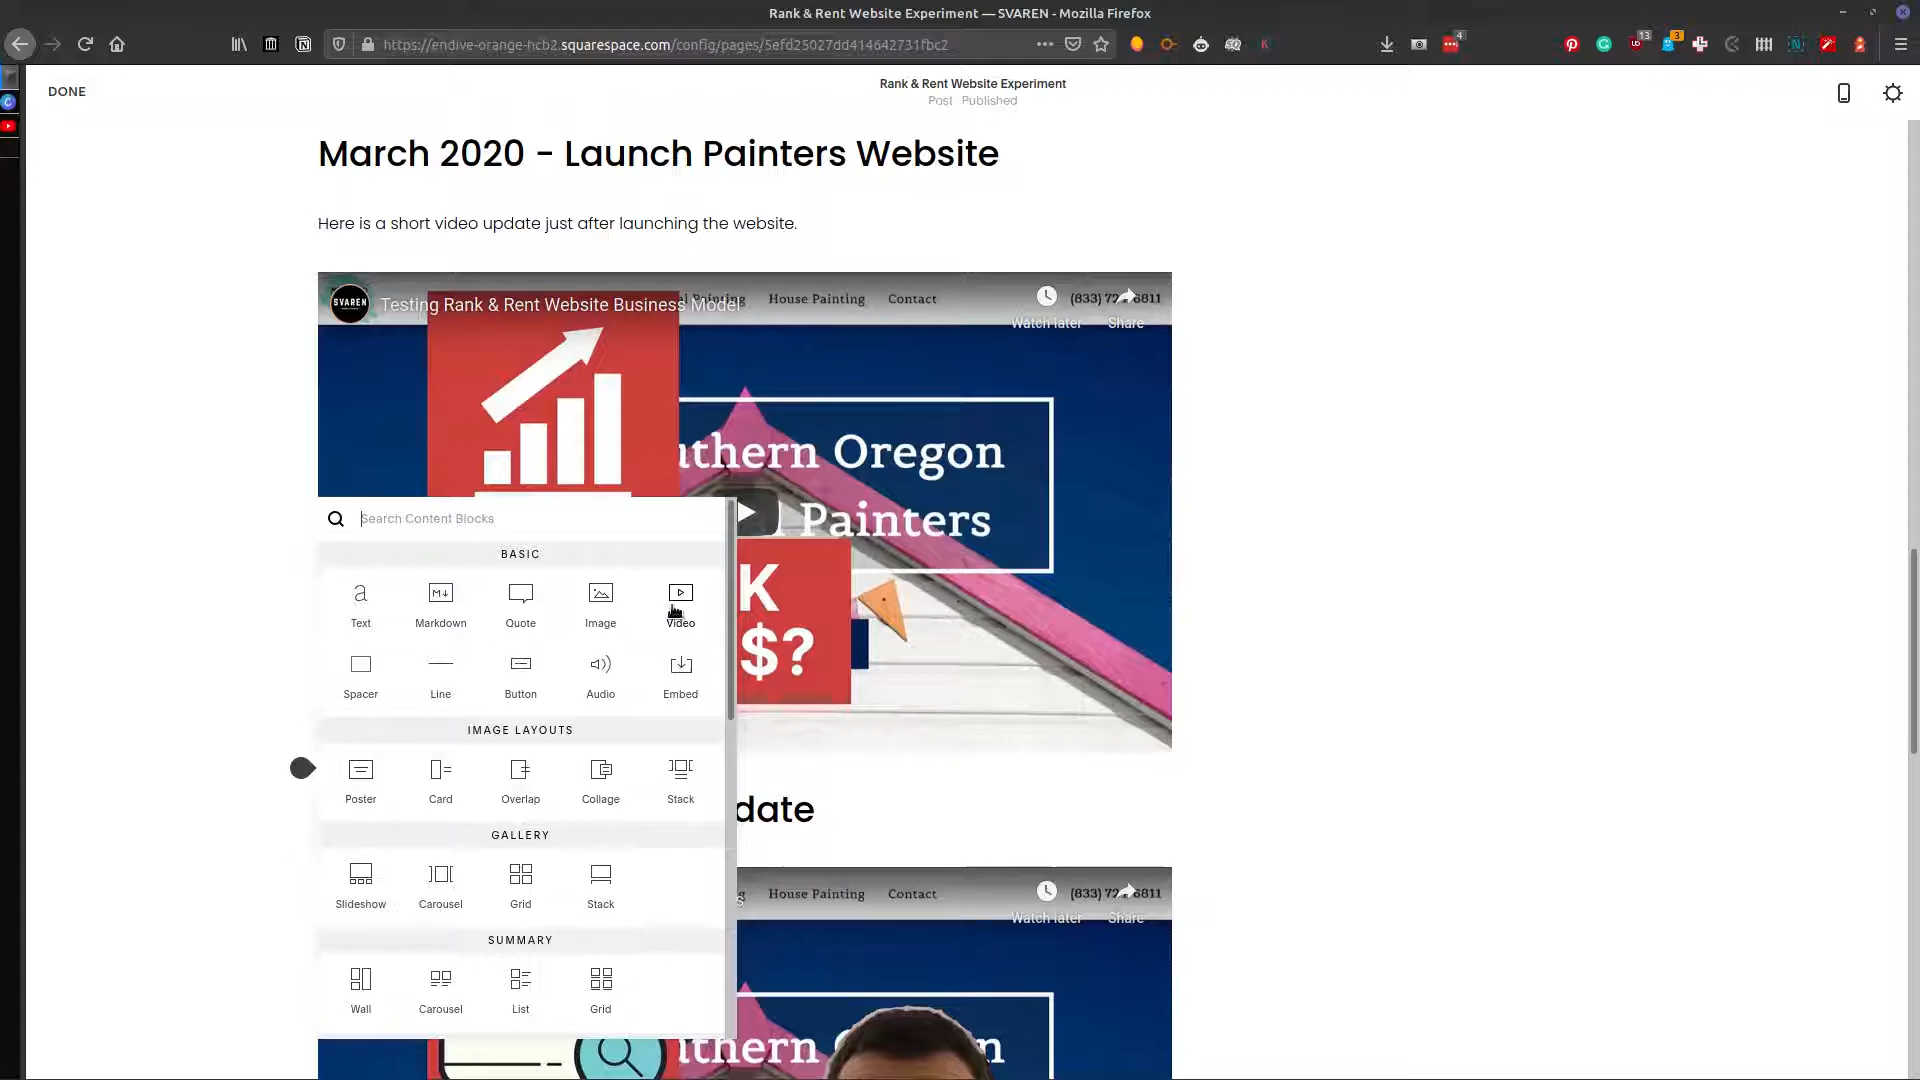 Rank & Rent Website Experiment — SVAREN - Mozilla Firefox
https://endive-orange-hcb2.squarespace.com/config/pages/5efd25027dd414642731fbc2
4
13
3
DONE
Rank & Rent Website Experiment
Post Published
March 2020 - Launch Painters Website
Here is a short video update just after launching the website.
SVAREN
Testing Rank & Rent Website Business Model
Painting
House Painting
Contact
Watch later
Share
thern Oregon
Painters
K
$?
Search Content Blocks
BASIC
Text
Markdown
Quote
Image
Video
Spacer
Line
Button
Audio
Embed
IMAGE LAYOUTS
Poster
Card
Overlap
Collage
Stack
GALLERY
Slideshow
Carousel
Grid
Stack
SUMMARY
Wall
Carousel
List
Grid
date
House Painting
Contact
Watch later
Share
thern
n